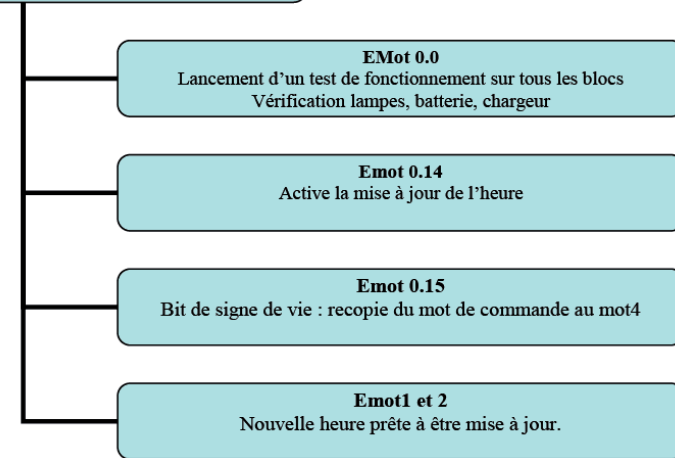 EMot 0.0
Lancement d'un test de fonctionnement sur tous les blocs
Vérification lampes, batterie, chargeur
Emot 0.14
Active la mise à jour de l'heure
Emot 0.15
Bit de signe de vie : recopie du mot de commande au mot4
Emot1 et 2
Nouvelle heure prête à être mise à jour.